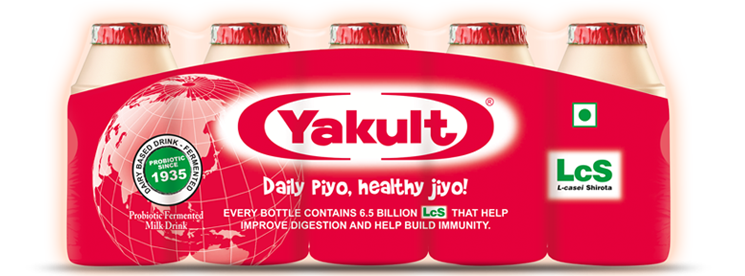 Yakult®
DAIRY BASED DRINK - FERMENTED
PROBIOTIC
SINCE
1935
Probiotic Fermented
Milk Drink
Daily Piyo, healthy jiyo!
EVERY BOTTLE CONTAINS 6.5 BILLION LcS THAT HELP
IMPROVE DIGESTION AND HELP BUILD IMMUNITY.
LcS
L-casei Shirota